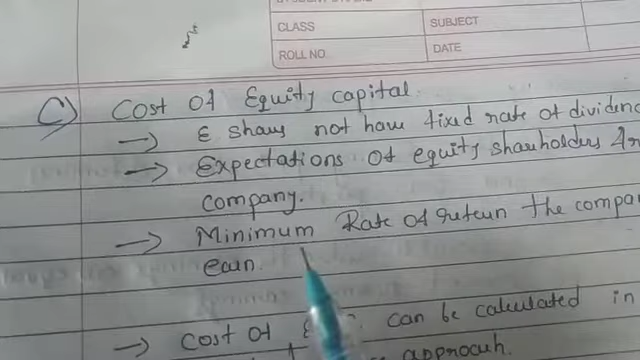 CLASS SUBJECT
ROLL NO. DATE
C) Cost Of Equity capital.
→ E shares not have fixed rate of dividend
→ Expectations Of equity shareholders
company.
→ Minimum Rate of return the
earn.
→ Cost Of can be calculated in
approach.